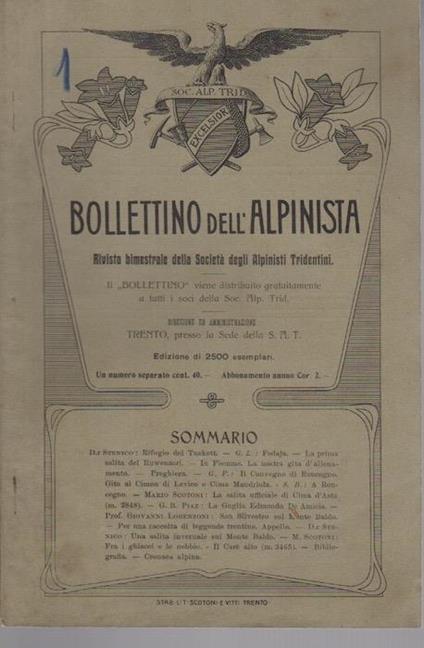 1
SOC. ALP. TRID.
EXCELSIOR
BOLLETTINO DELL'ALPINISTA
Rivista bimestrale della Società degli Alpinisti Tridentini.
Il „BOLLETTINO" viene distribuito gratuitamente
a tutti i soci della Soc. Alp. Trid.
DIREZIONE ED AMMINISTRAZIONE
TRENTO, presso la Sede della S. A. T.
Edizione di 2500 esemplari.
Un numero separato cent. 40. — Abbonamento annuo Cor. 2. —
SOMMARIO
D.r STENICO: Rifugio del Tuckett. — G. L.: Fedaja. — La prima
salita del Ruwenzori. — In Fiemme. La nostra gita d'allena-
mento. — Preghiera. — G. P.: Il Convegno di Roncegno.
Gita al Cimon di Levico e Cima Mandriola. - S. B.: A Ron-
cegno. — MARIO SCOTONI: La salita ufficiale di Cima d'Asta
(m. 2848). — G. B. PIAZ: La Guglia Edmondo De Amicis. —
Prof. GIOVANNI LORENZONI: San Silvestro sul Monte Baldo.
— Per una raccolta di leggende trentine. Appello. — D.r STE-
NICO: Una salita invernale sul Monte Baldo. — M. SCOTONI:
Fra i ghiacci e le nebbie. - Il Carè alto (m. 3465). — Biblio-
grafia. — Cronaca alpina.
STAB. LIT. SCOTONI E VITTI TRENTO